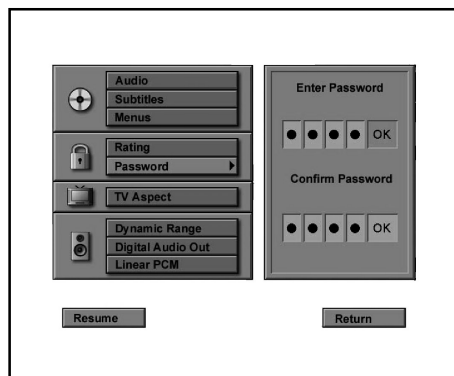 Audio
Subtitles
Menus
Rating
Password
TV Aspect
Dynamic Range
Digital Audio Out
Linear PCM
Enter Password
OK
Confirm Password
OK
Resume
Return